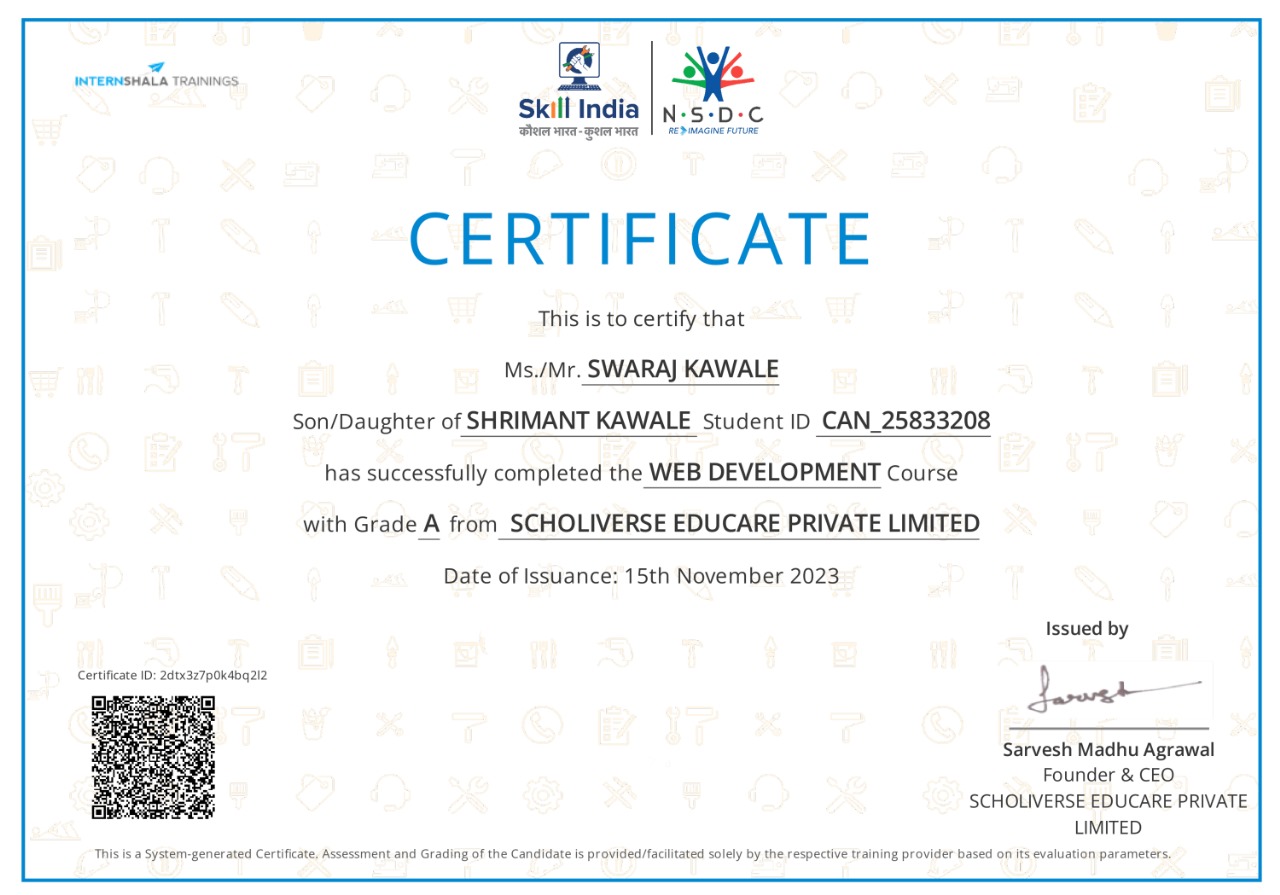 INTERNSHALA TRAININGS
Skill India
कौशल भारत - कुशल भारत
N·S·D·C
RE IMAGINE FUTURE
CERTIFICATE
This is to certify that
Ms./Mr. SWARAJ KAWALE
Son/Daughter of SHRIMANT KAWALE Student ID CAN_25833208
has successfully completed the WEB DEVELOPMENT Course
with Grade A from SCHOLIVERSE EDUCARE PRIVATE LIMITED
Date of Issuance: 15th November 2023
Certificate ID: 2dtx3z7p0k4bq2l2
Issued by
Sarvesh
Sarvesh Madhu Agrawal
Founder & CEO
SCHOLIVERSE EDUCARE PRIVATE
LIMITED
This is a System-generated Certificate. Assessment and Grading of the Candidate is provided/facilitated solely by the respective training provider based on its evaluation parameters.